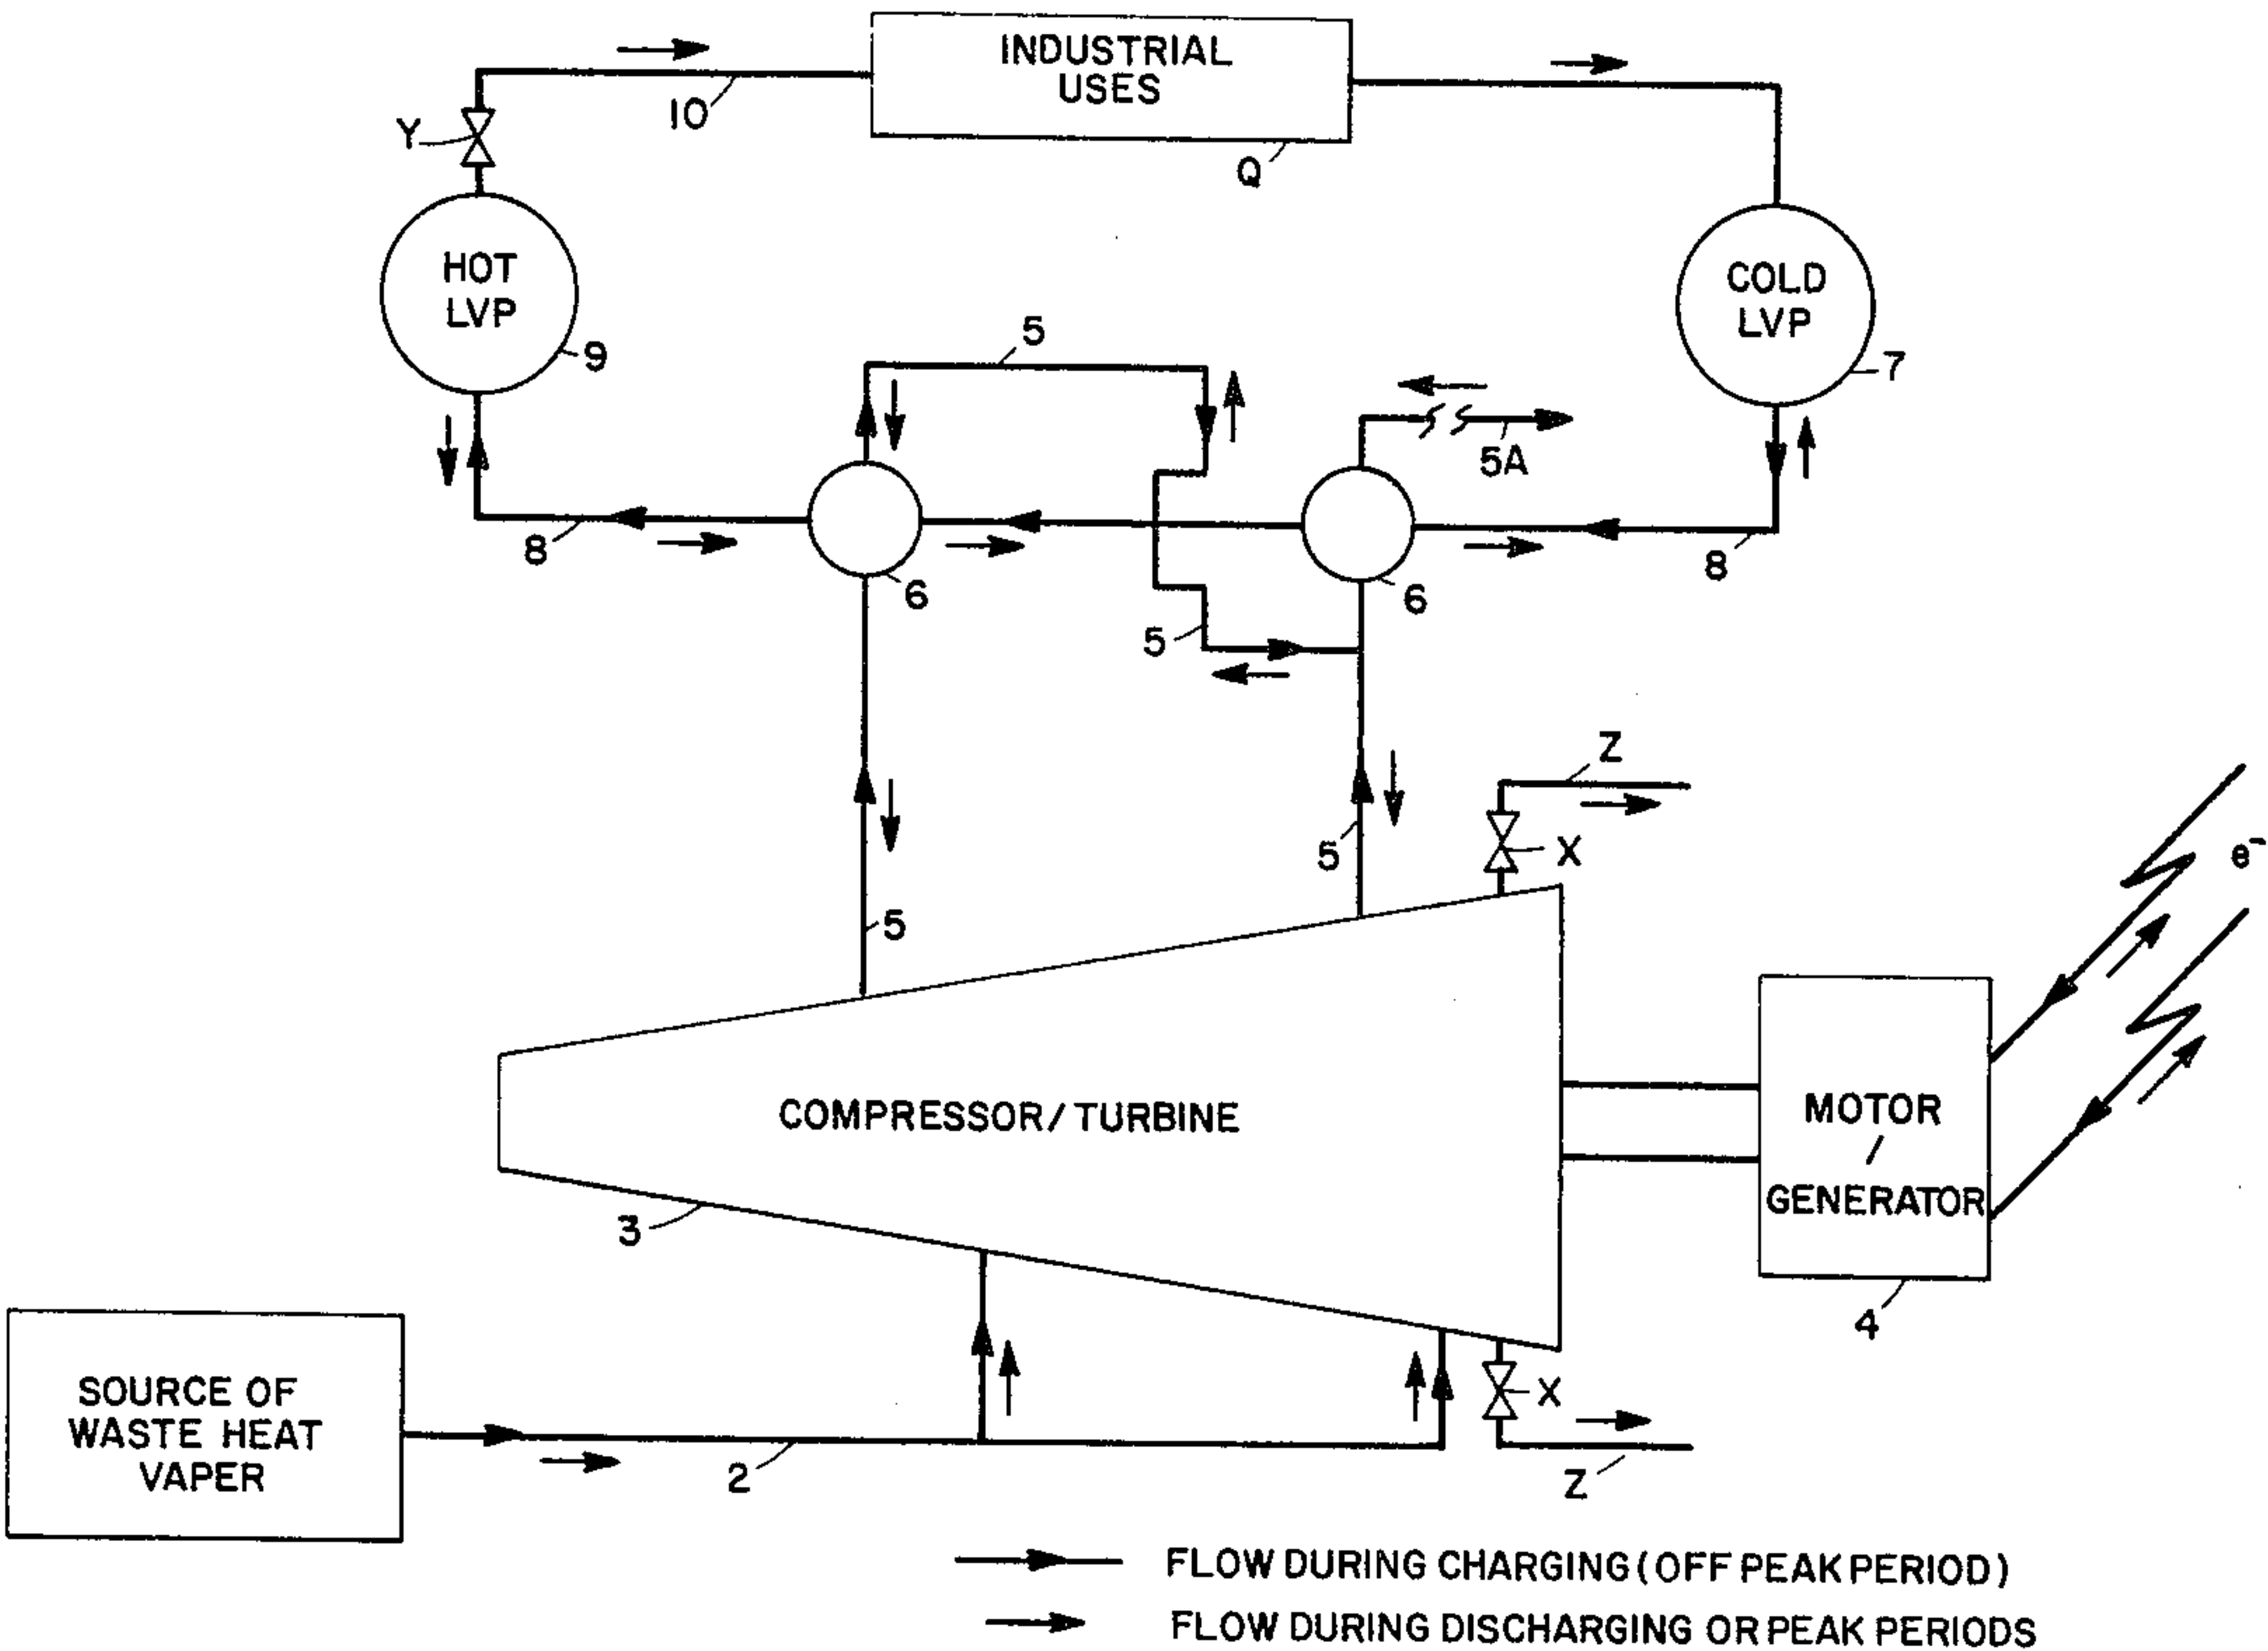 INDUSTRIAL
USES
10
Y
Q
HOT
LVP
9
COLD
LVP
7
5
5A
8
6
6
8
5
Z
X
5
5
e-
COMPRESSOR/TURBINE
MOTOR
/
GENERATOR
3
4
SOURCE OF
WASTE HEAT
VAPER
2
X
Z
FLOW DURING CHARGING (OFF PEAK PERIOD)
FLOW DURING DISCHARGING OR PEAK PERIODS